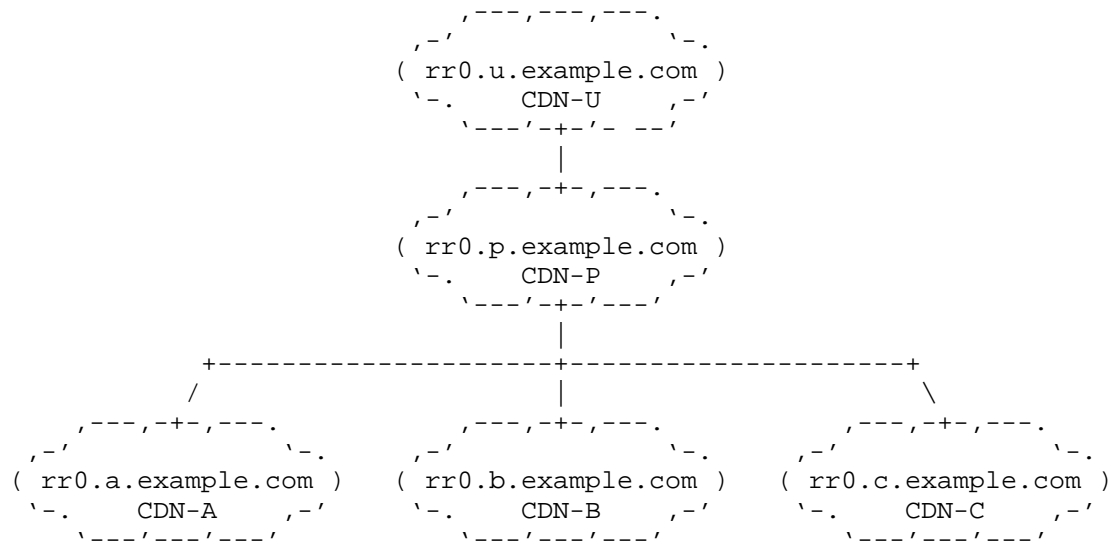 ( rr0.u.example.com )
CDN-U
( rr0.p.example.com )
CDN-P
( rr0.a.example.com ) ( rr0.b.example.com ) ( rr0.c.example.com )
CDN-A CDN-B CDN-C